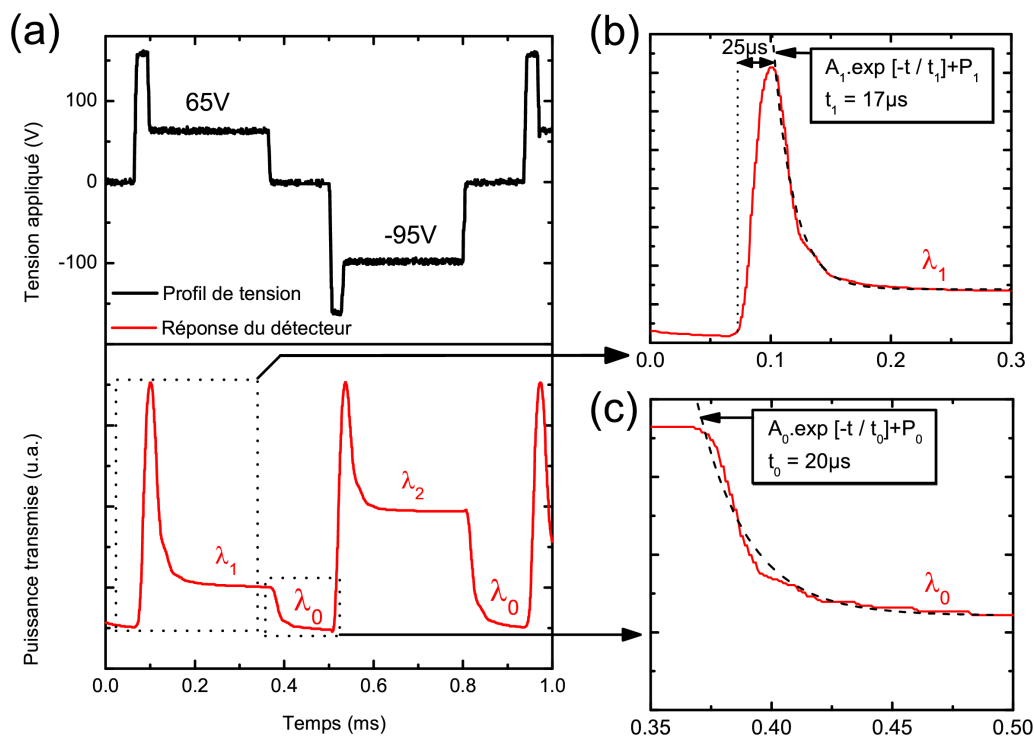 (a)
100
0
-100
Tension appliqué (V)
65V
-95V
Profil de tension
Réponse du détecteur
Puissance transmise (u.a.)
λ1
λ0
λ2
λ0
0.0 0.2 0.4 0.6 0.8 1.0
Temps (ms)
(b)
25µs
A1.exp [-t / t1]+P1
t1 = 17µs
λ1
0.0 0.1 0.2 0.3
(c)
A0.exp [-t / t0]+P0
t0 = 20µs
λ0
0.35 0.40 0.45 0.50